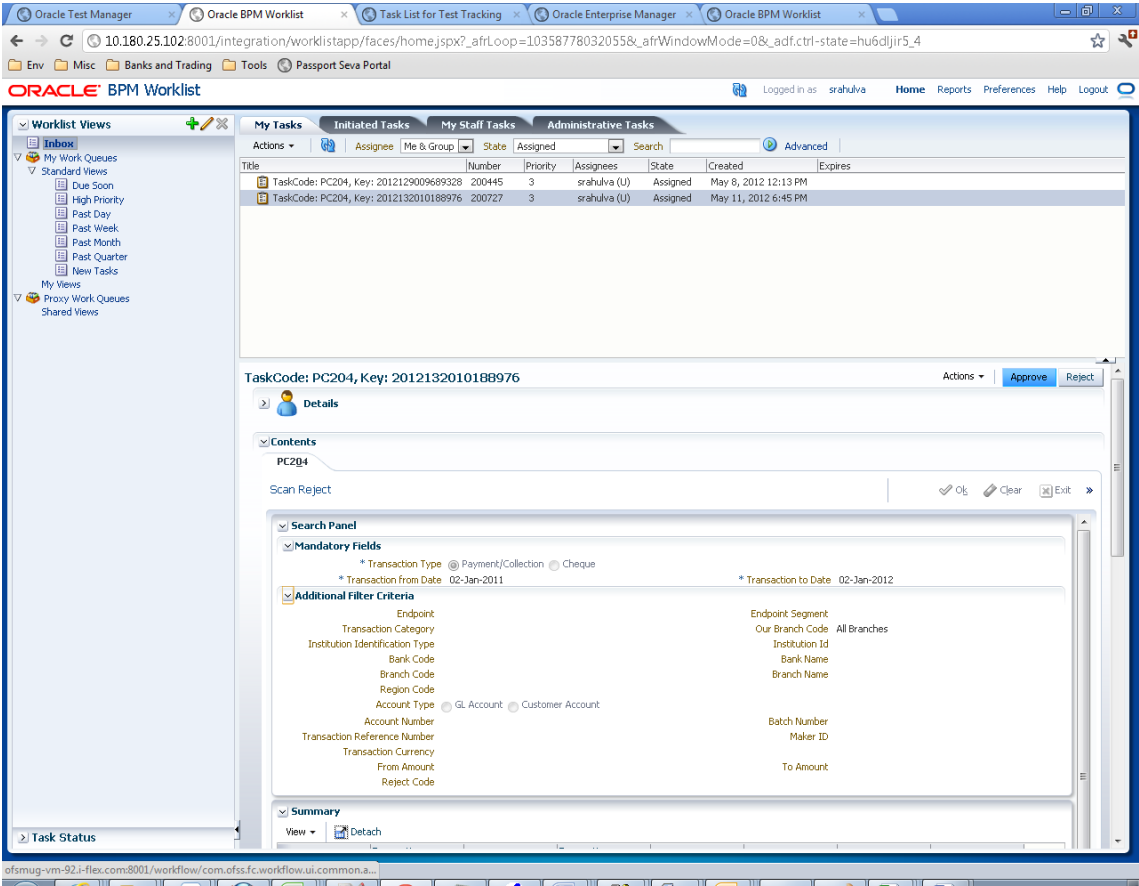 Oracle Test Manager
Oracle BPM Worklist
Task List for Test Tracking
Oracle Enterprise Manager
Oracle BPM Worklist
10.180.25.102:8001/integration/worklistapp/faces/home.jspx?_afrLoop=103587780320558&_afrWindowMode=0&_adf.ctrl-state=hu6dljir5_4
Env Misc Banks and Trading Tools Passport Seva Portal
ORACLE BPM Worklist
Logged in as srahulva Home Reports Preferences Help Logout
Worklist Views
Inbox
My Work Queues
Standard Views
Due Soon
High Priority
Past Day
Past Week
Past Month
Past Quarter
New Tasks
My Views
Proxy Work Queues
Shared Views
Task Status
My Tasks Initiated Tasks My Staff Tasks Administrative Tasks
Actions Assignee Me & Group State Assigned Search Advanced
Title Number Priority Assignees State Created Expires
TaskCode: PC204, Key: 2012129009689328 200445 3 srahulva (U) Assigned May 8, 2012 12:13 PM
TaskCode: PC204, Key: 2012132010188976 200727 3 srahulva (U) Assigned May 11, 2012 6:45 PM
TaskCode: PC204, Key: 2012132010188976
Actions Approve Reject
Details
Contents
PC204
Scan Reject
Ok Clear Exit »
Search Panel
Mandatory Fields
* Transaction Type Payment/Collection Cheque
* Transaction from Date 02-Jan-2011 * Transaction to Date 02-Jan-2012
Additional Filter Criteria
Endpoint Endpoint Segment
Transaction Category Our Branch Code All Branches
Institution Identification Type Institution Id
Bank Code Bank Name
Branch Code Branch Name
Region Code
Account Type GL Account Customer Account
Account Number Batch Number
Transaction Reference Number Maker ID
Transaction Currency
From Amount To Amount
Reject Code
Summary
View Detach
ofsmug-vm-92.i-flex.com:8001/workflow/com.ofss.fc.workflow.ui.common.a...